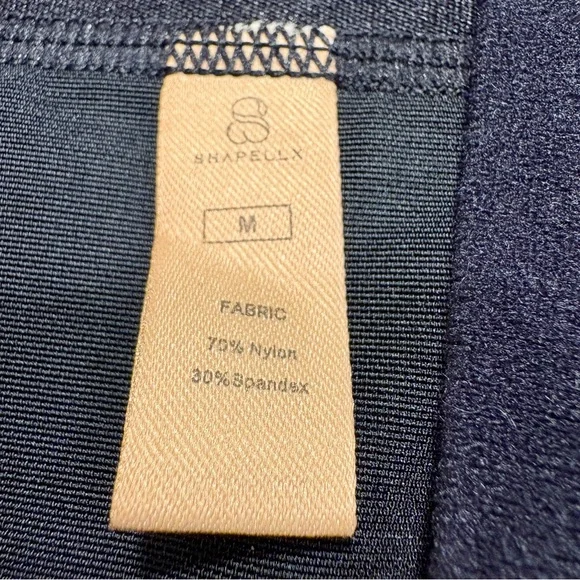 SHAPELLX
M
FABRIC
70% Nylon
30%Spandex